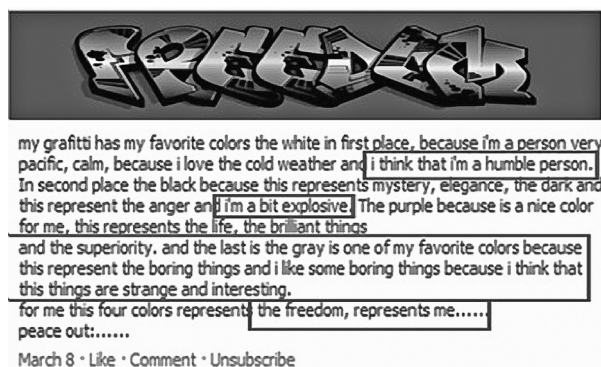 FREEDOM
my grafitti has my favorite colors the white in first place, because i'm a person very
pacific, calm, because i love the cold weather and i think that i'm a humble person.
In second place the black because this represents mystery, elegance, the dark and
this represent the anger and i'm a bit explosive. The purple because is a nice color
for me, this represents the life, the brilliant things
and the superiority. and the last is the gray is one of my favorite colors because
this represent the boring things and i like some boring things because i think that
this things are strange and interesting.
for me this four colors represents the freedom, represents me......
peace out:......
March 8 · Like · Comment · Unsubscribe